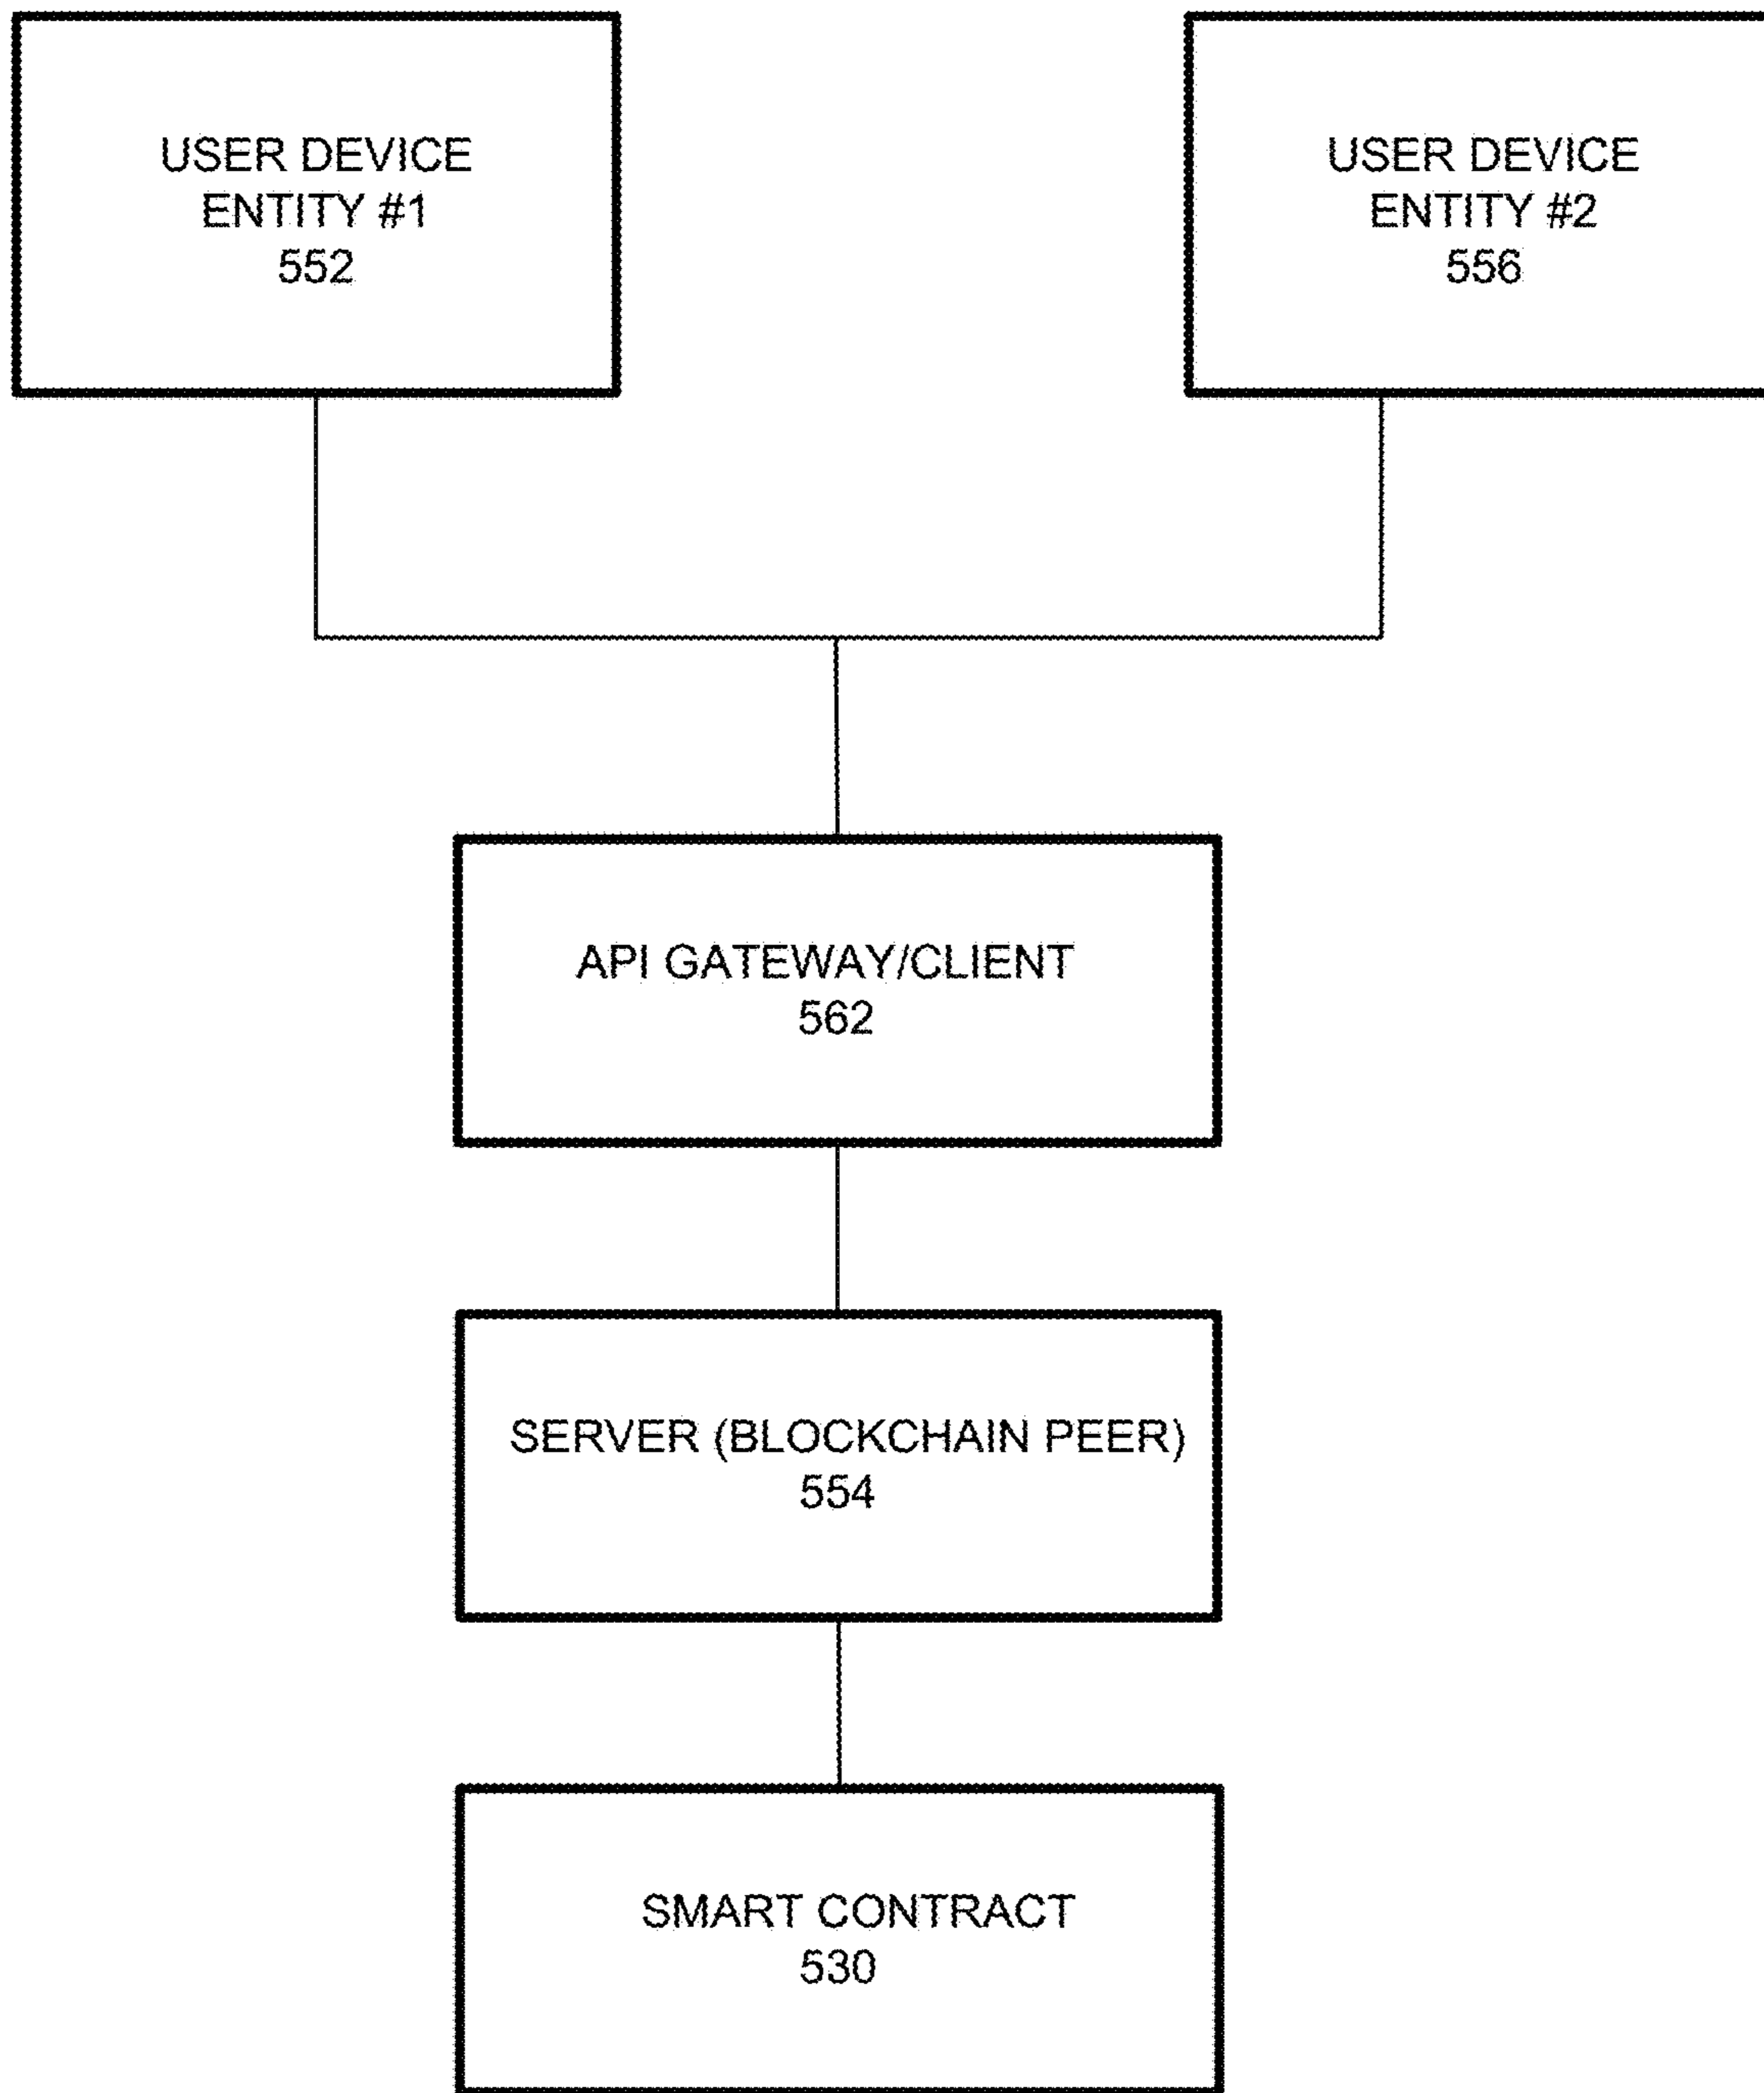 USER DEVICE
ENTITY #1
552
USER DEVICE
ENTITY #2
556
API GATEWAY/CLIENT
562
SERVER (BLOCKCHAIN PEER)
554
SMART CONTRACT
530